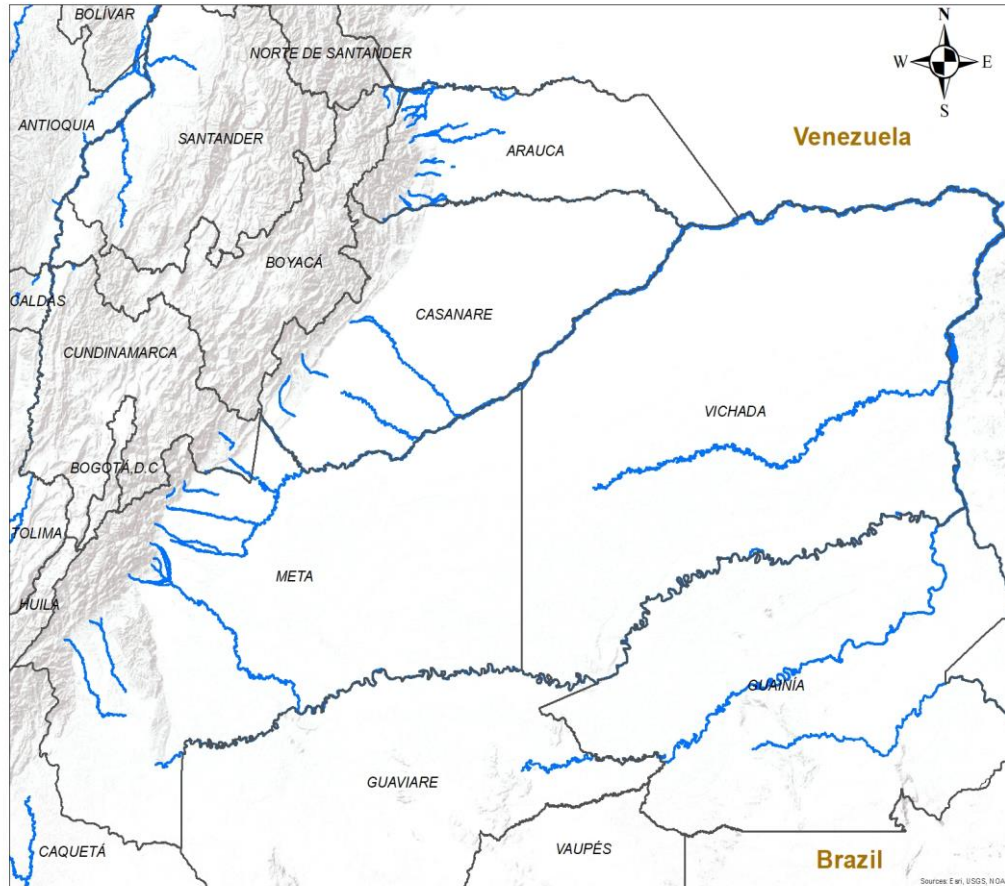 BOLÍVAR
N
NORTE DE SANTANDER
W
E
S
ANTIOQUIA
SANTANDER
Venezuela
ARAUCA
BOYACÁ
CALDAS
CASANARE
CUNDINAMARCA
VICHADA
BOGOTÁ, D.C
TOLIMA
META
HUILA
GUAINÍA
GUAVIARE
CAQUETÁ
VAUPÉS
Brazil
Sources: Esri, USGS, NOA